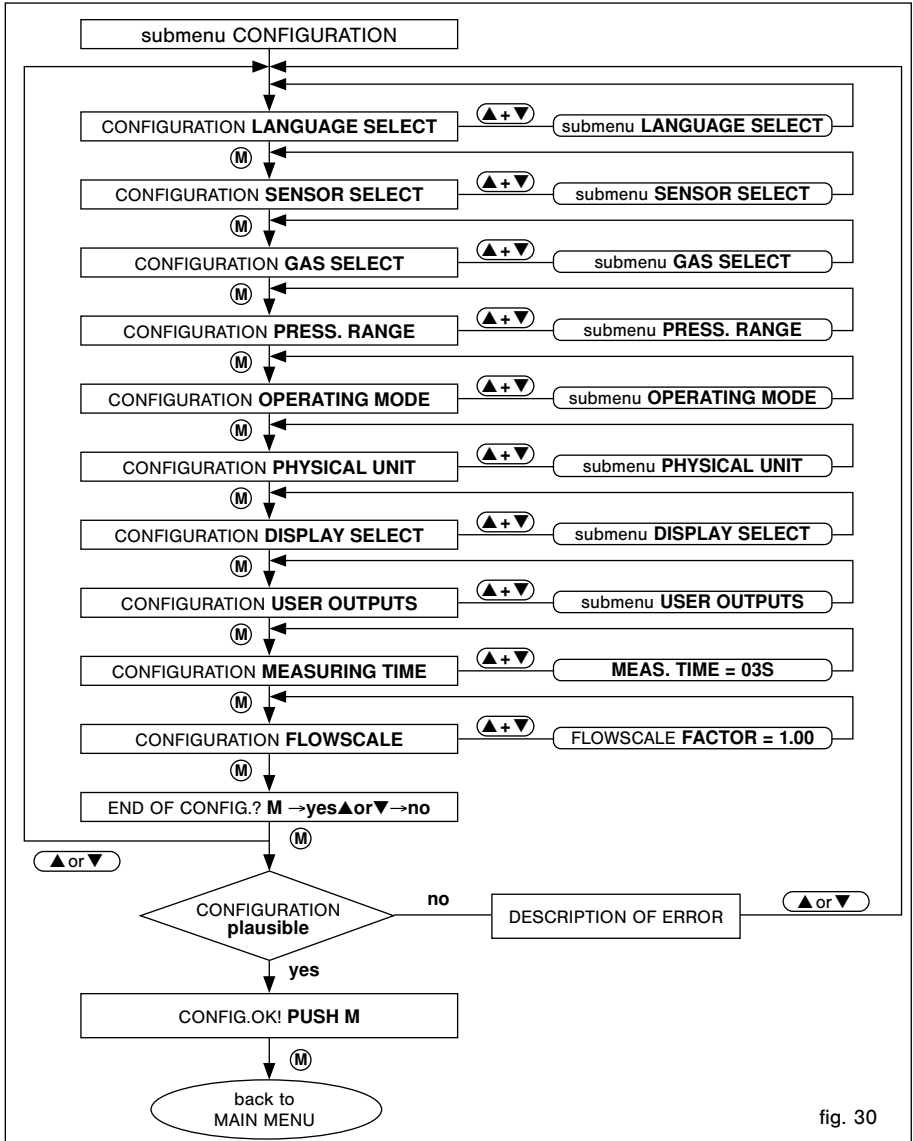 submenu CONFIGURATION
CONFIGURATION LANGUAGE SELECT
▲+▼
submenu LANGUAGE SELECT
M
CONFIGURATION SENSOR SELECT
▲+▼
submenu SENSOR SELECT
M
CONFIGURATION GAS SELECT
▲+▼
submenu GAS SELECT
M
CONFIGURATION PRESS. RANGE
▲+▼
submenu PRESS. RANGE
M
CONFIGURATION OPERATING MODE
▲+▼
submenu OPERATING MODE
M
CONFIGURATION PHYSICAL UNIT
▲+▼
submenu PHYSICAL UNIT
M
CONFIGURATION DISPLAY SELECT
▲+▼
submenu DISPLAY SELECT
M
CONFIGURATION USER OUTPUTS
▲+▼
submenu USER OUTPUTS
M
CONFIGURATION MEASURING TIME
▲+▼
MEAS. TIME = 03S
M
CONFIGURATION FLOWSCALE
▲+▼
FLOWSCALE FACTOR = 1.00
M
END OF CONFIG.? M →yes▲or▼→no
M
▲ or ▼
CONFIGURATION
plausible
no
DESCRIPTION OF ERROR
▲ or ▼
yes
CONFIG.OK! PUSH M
M
back to
MAIN MENU
fig. 30